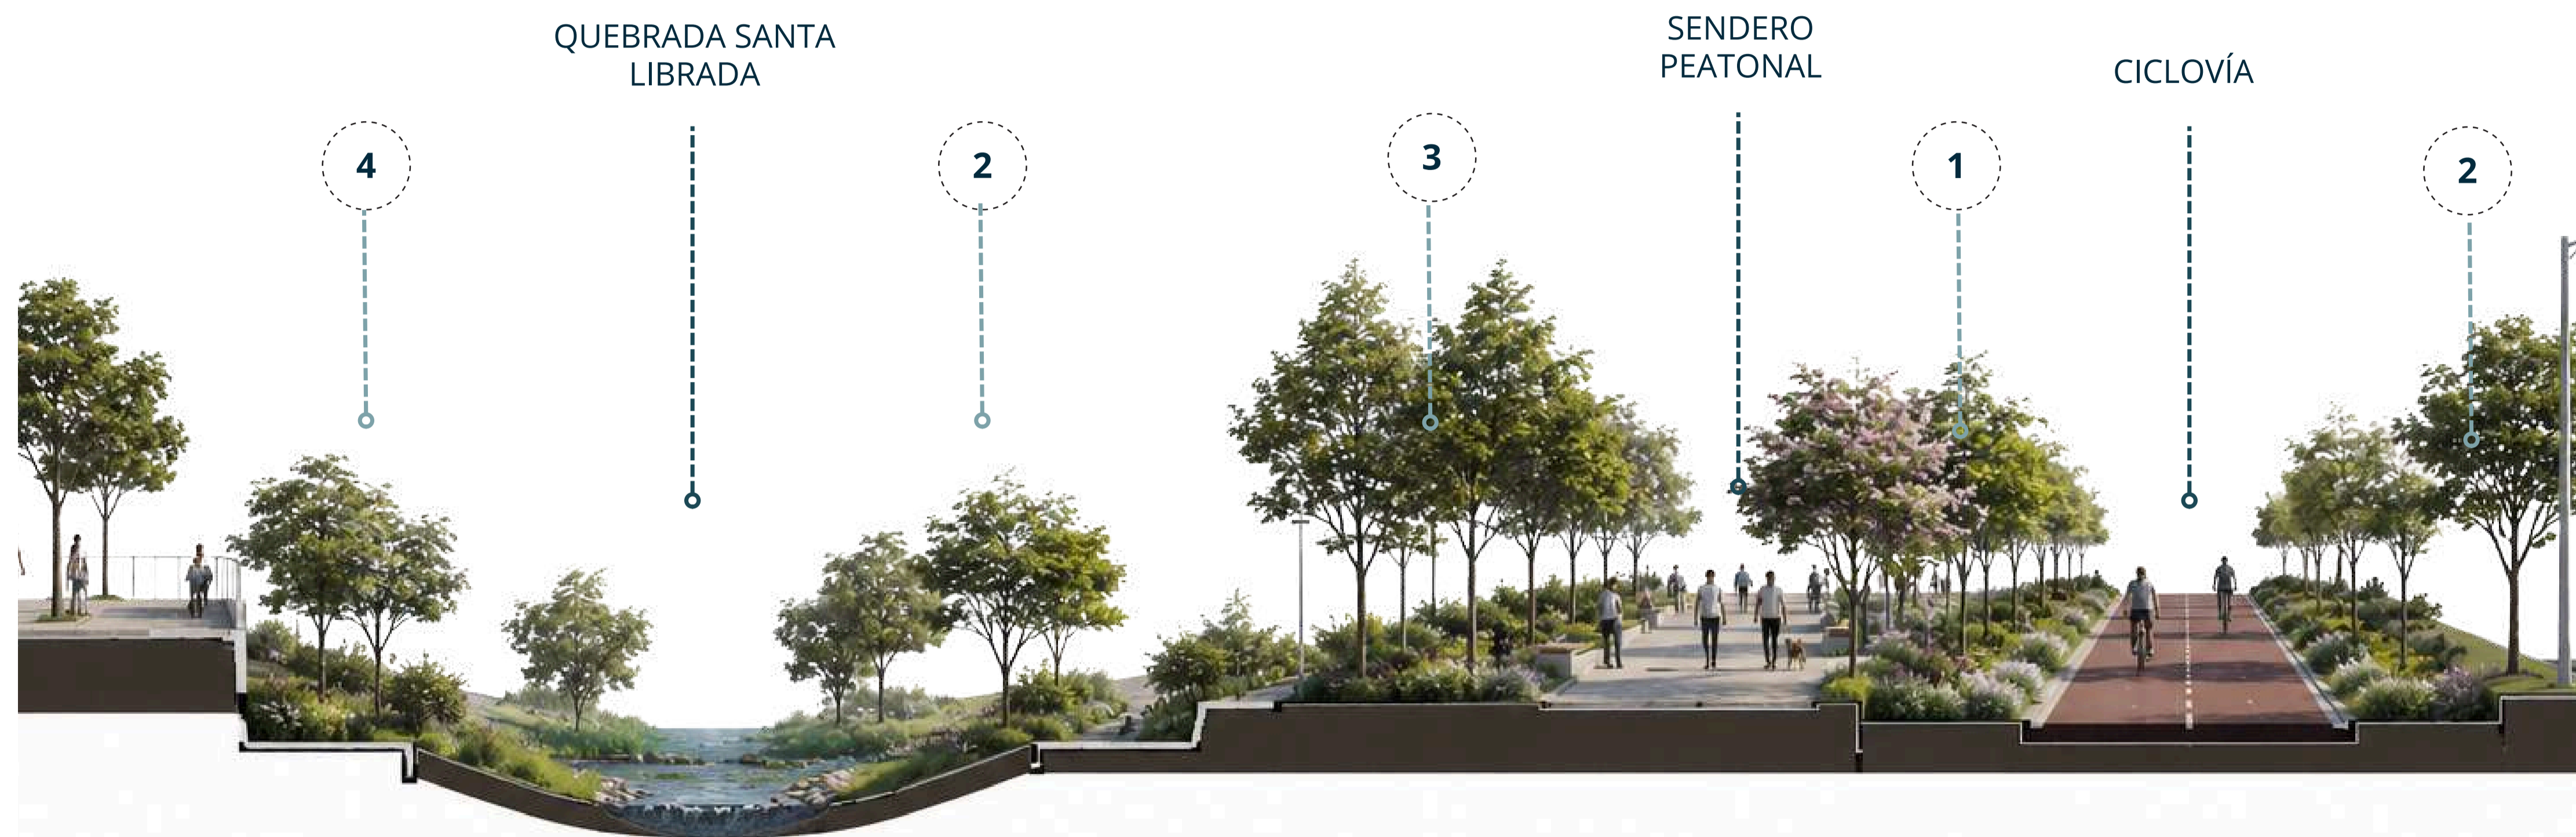 QUEBRADA SANTA
LIBRADA
SENDERO
PEATONAL
CICLOVÍA
4
2
3
1
2